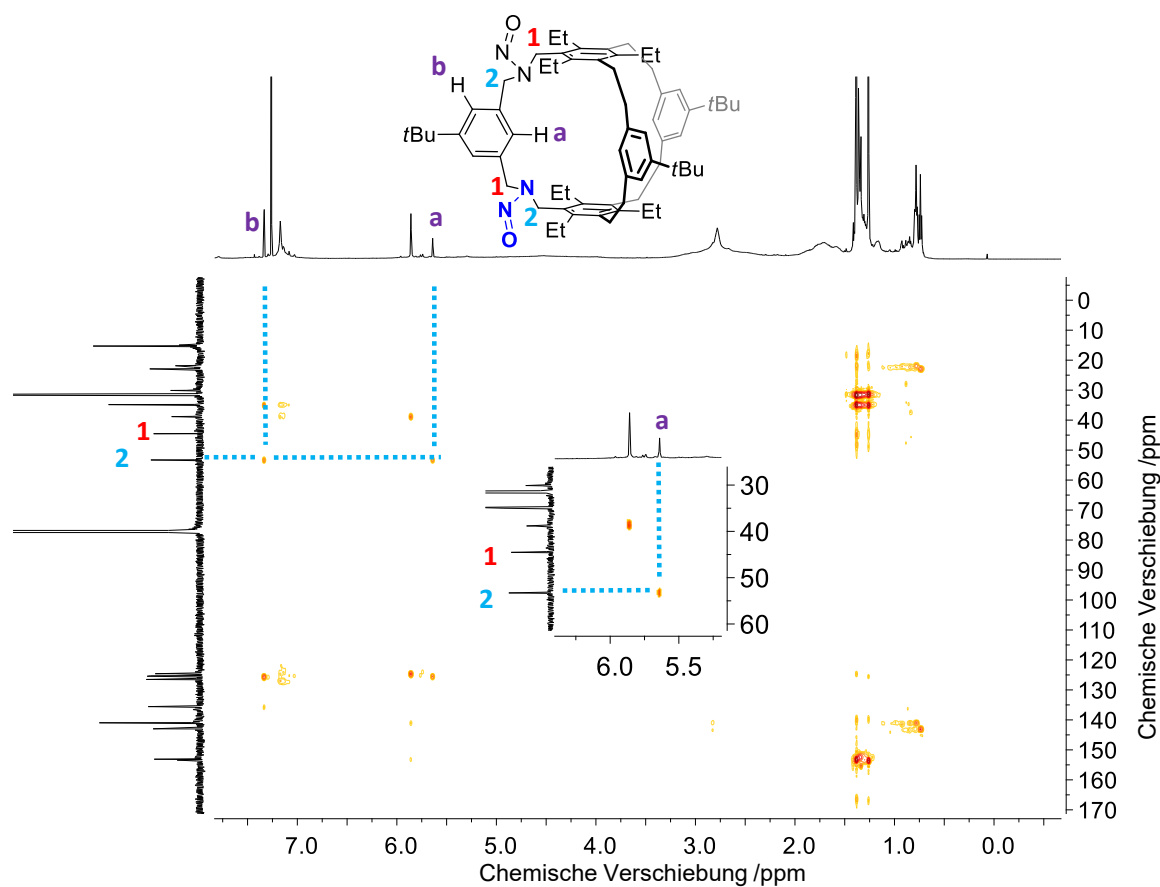 O
N
N
1
Et
Et
Et
Et
b
H
2
tBu
H a
tBu
tBu
1
N
N
O
2
Et
Et
Et
Et
b
a
0
10
20
30
40
50
60
70
80
90
100
110
120
130
140
150
160
170
Chemische Verschiebung /ppm
1
2
a
30
40
50
60
1
2
6.0 5.5
7.0 6.0 5.0 4.0 3.0 2.0 1.0 0.0
Chemische Verschiebung /ppm